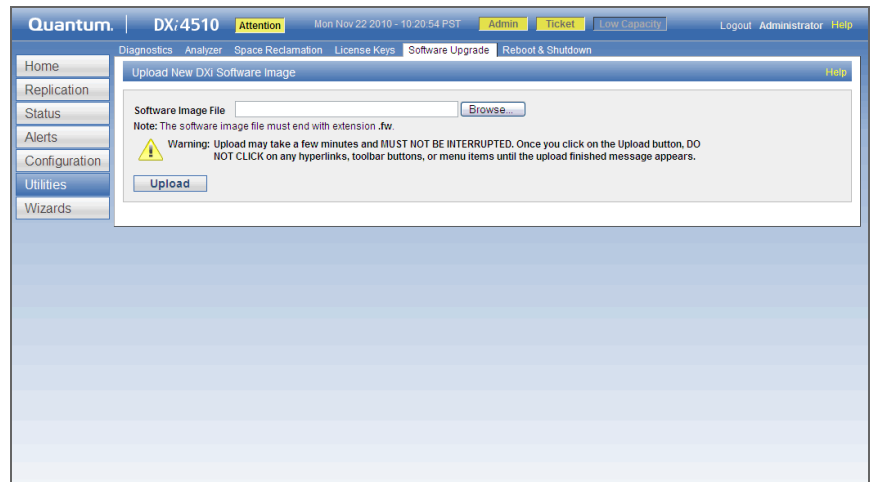 Quantum. DXi4510 Attention Mon Nov 22 2010 - 10:20:54 PST Admin Ticket Low Capacity Logout Administrator Help
Diagnostics Analyzer Space Reclamation License Keys Software Upgrade Reboot & Shutdown
Home
Replication
Status
Alerts
Configuration
Utilities
Wizards
Upload New DXi Software Image Help
Software Image File Browse...
Note: The software image file must end with extension .fw.
Warning: Upload may take a few minutes and MUST NOT BE INTERRUPTED. Once you click on the Upload button, DO
NOT CLICK on any hyperlinks, toolbar buttons, or menu items until the upload finished message appears.
Upload